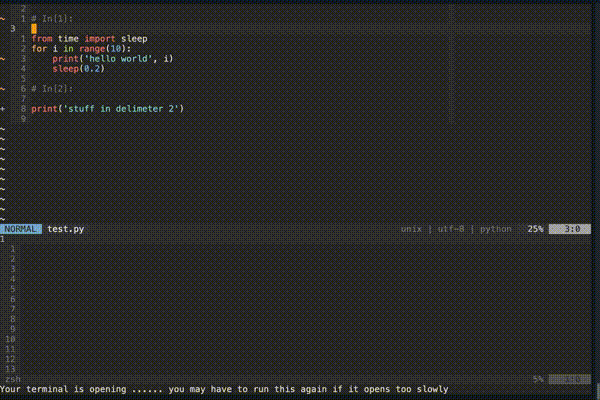 2
~ 1 # In[1]:
3
1 from time import sleep
2 for i in range(10):
~ 3 print('hello world', i)
4 sleep(0.2)
5
~ 6 # In[2]:
7
+ 8 print('stuff in delimeter 2')
9
~
~
~
~
~
~
~
~
~
~
NORMAL test.py unix | utf-8 | python 25% 3:0
1
1
2
3
4
5
6
7
8
9
10
11
12
13
zsh 5%
Your terminal is opening ...... you may have to run this again if it opens too slowly